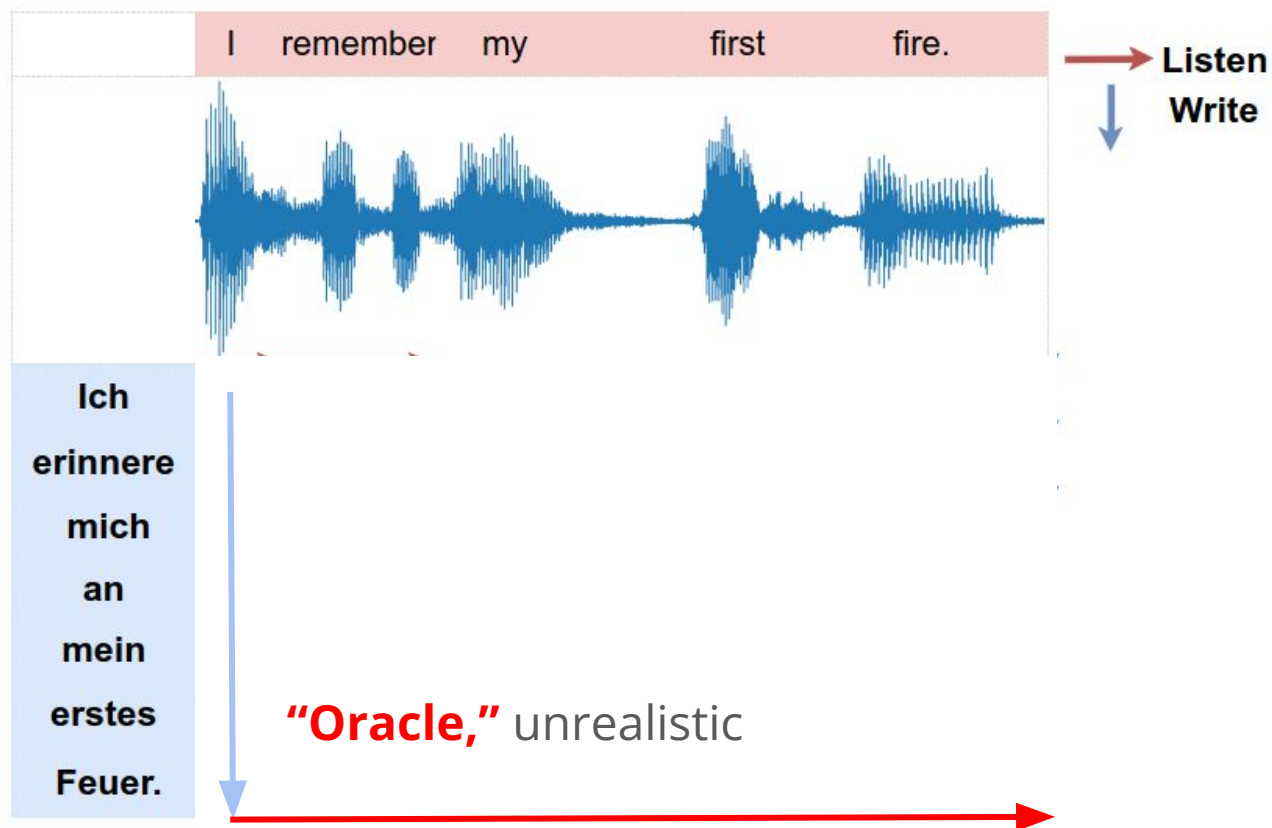 I remember my first fire.
Listen
Write
Ich
erinnere
mich
an
mein
erstes
Feuer.
“Oracle,” unrealistic